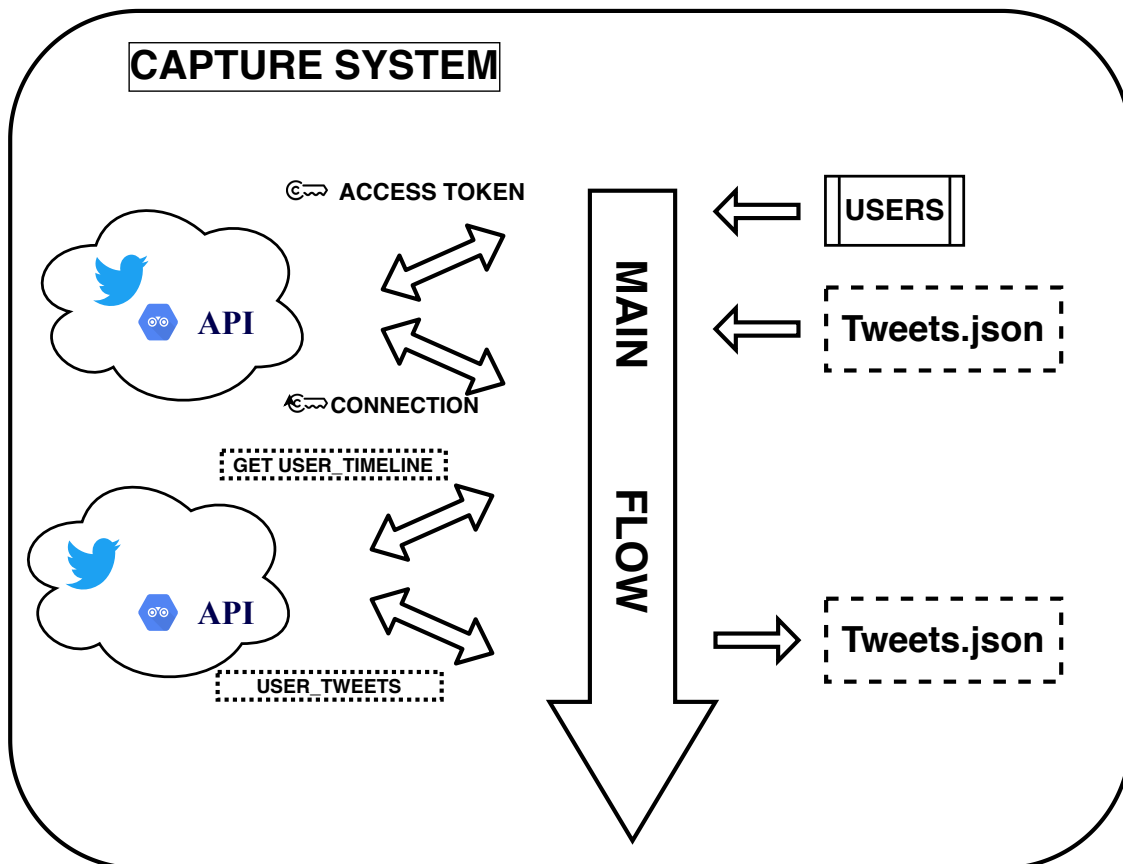 CAPTURE SYSTEM
ACCESS TOKEN
USERS
API
MAIN
Tweets.json
CONNECTION
GET USER_TIMELINE
FLOW
API
Tweets.json
USER_TWEETS